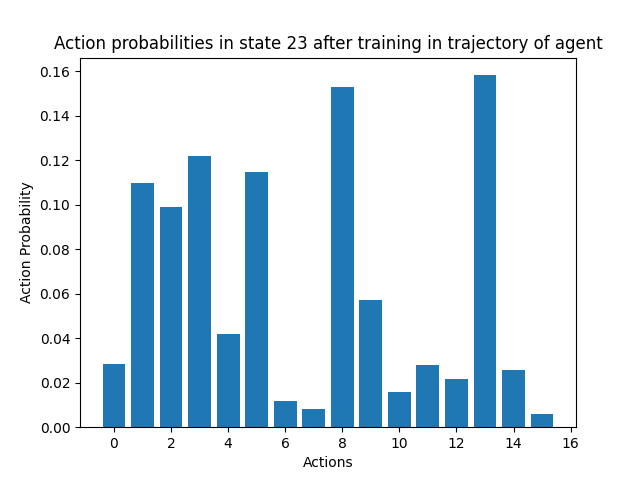 Action probabilities in state 23 after training in trajectory of agent
0.16
0.14
0.12
0.10
0.08
0.06
0.04
0.02
0.00
Action Probability
0 2 4 6 8 10 12 14 16
Actions